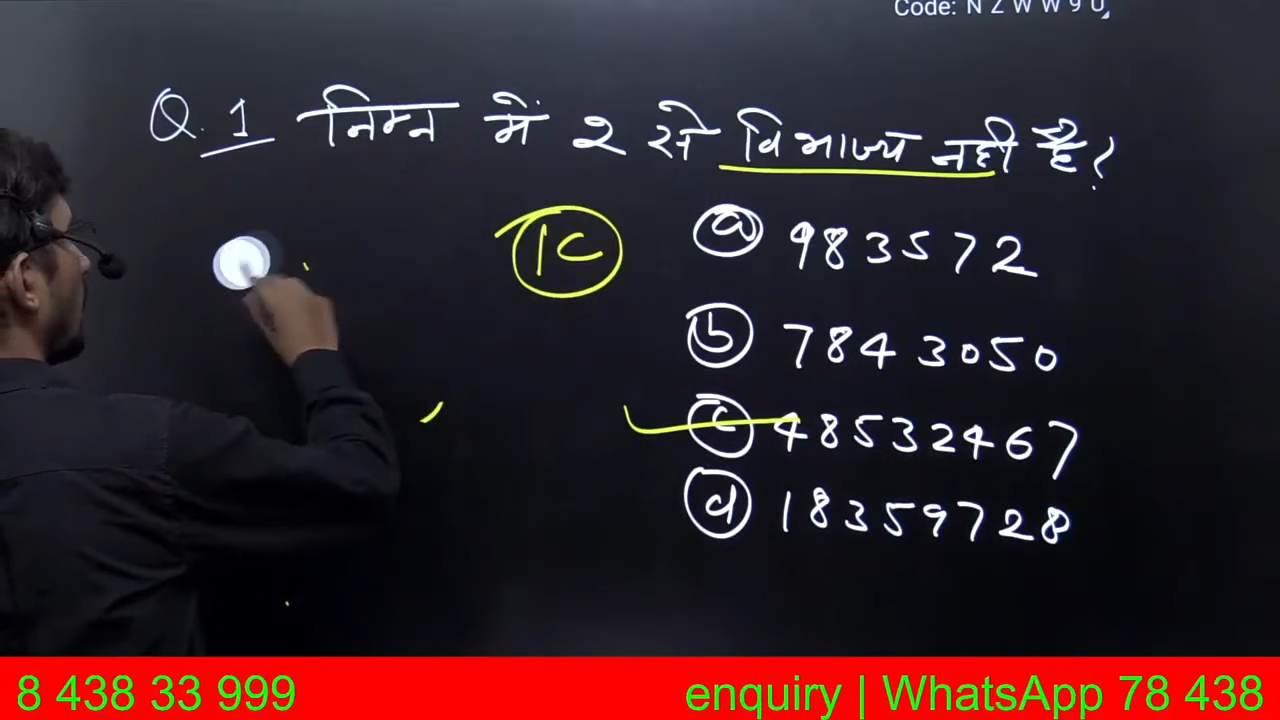 Code: N Z W W 9 U
Q. 1 निम्न में 2 से विभाज्य नहीं है?
1C
a 983572
b 7843050
c 48532467
d 18359728
8 438 33 999
enquiry | WhatsApp 78 438